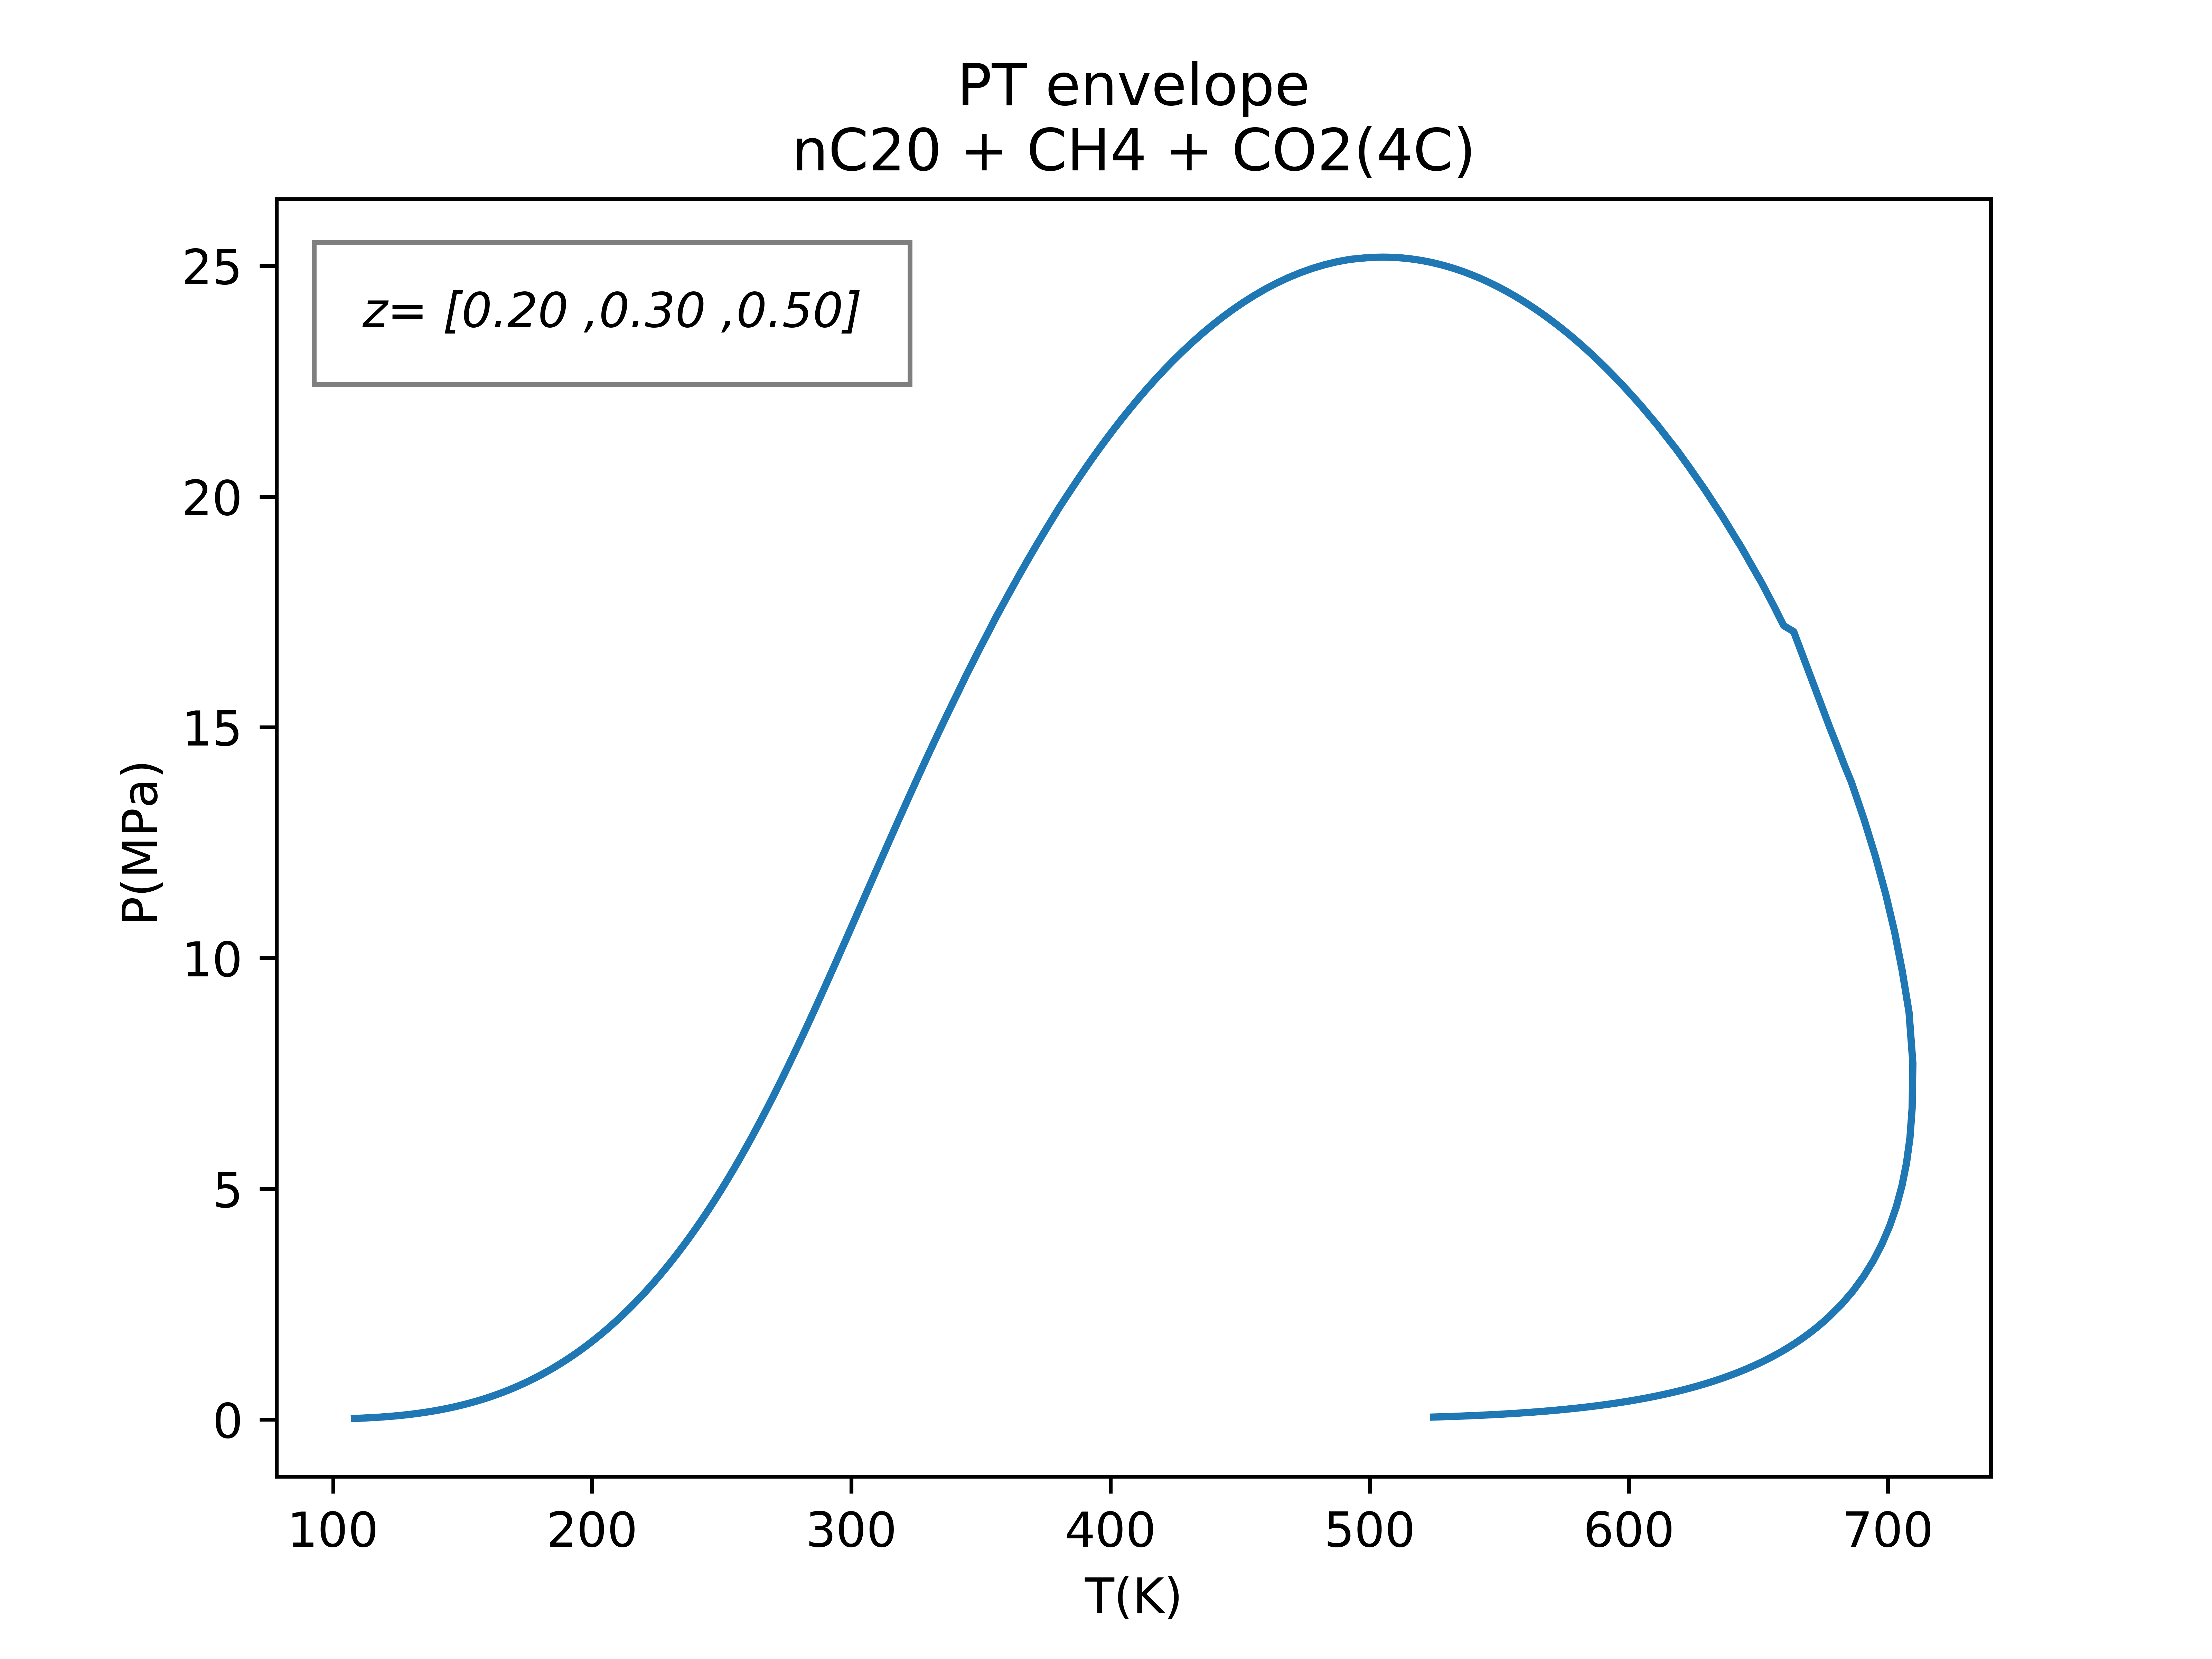 PT envelope
nC20 + CH4 + CO2(4C)
z= [0.20 ,0.30 ,0.50]
25
20
15
10
5
0
P(MPa)
100 200 300 400 500 600 700
T(K)